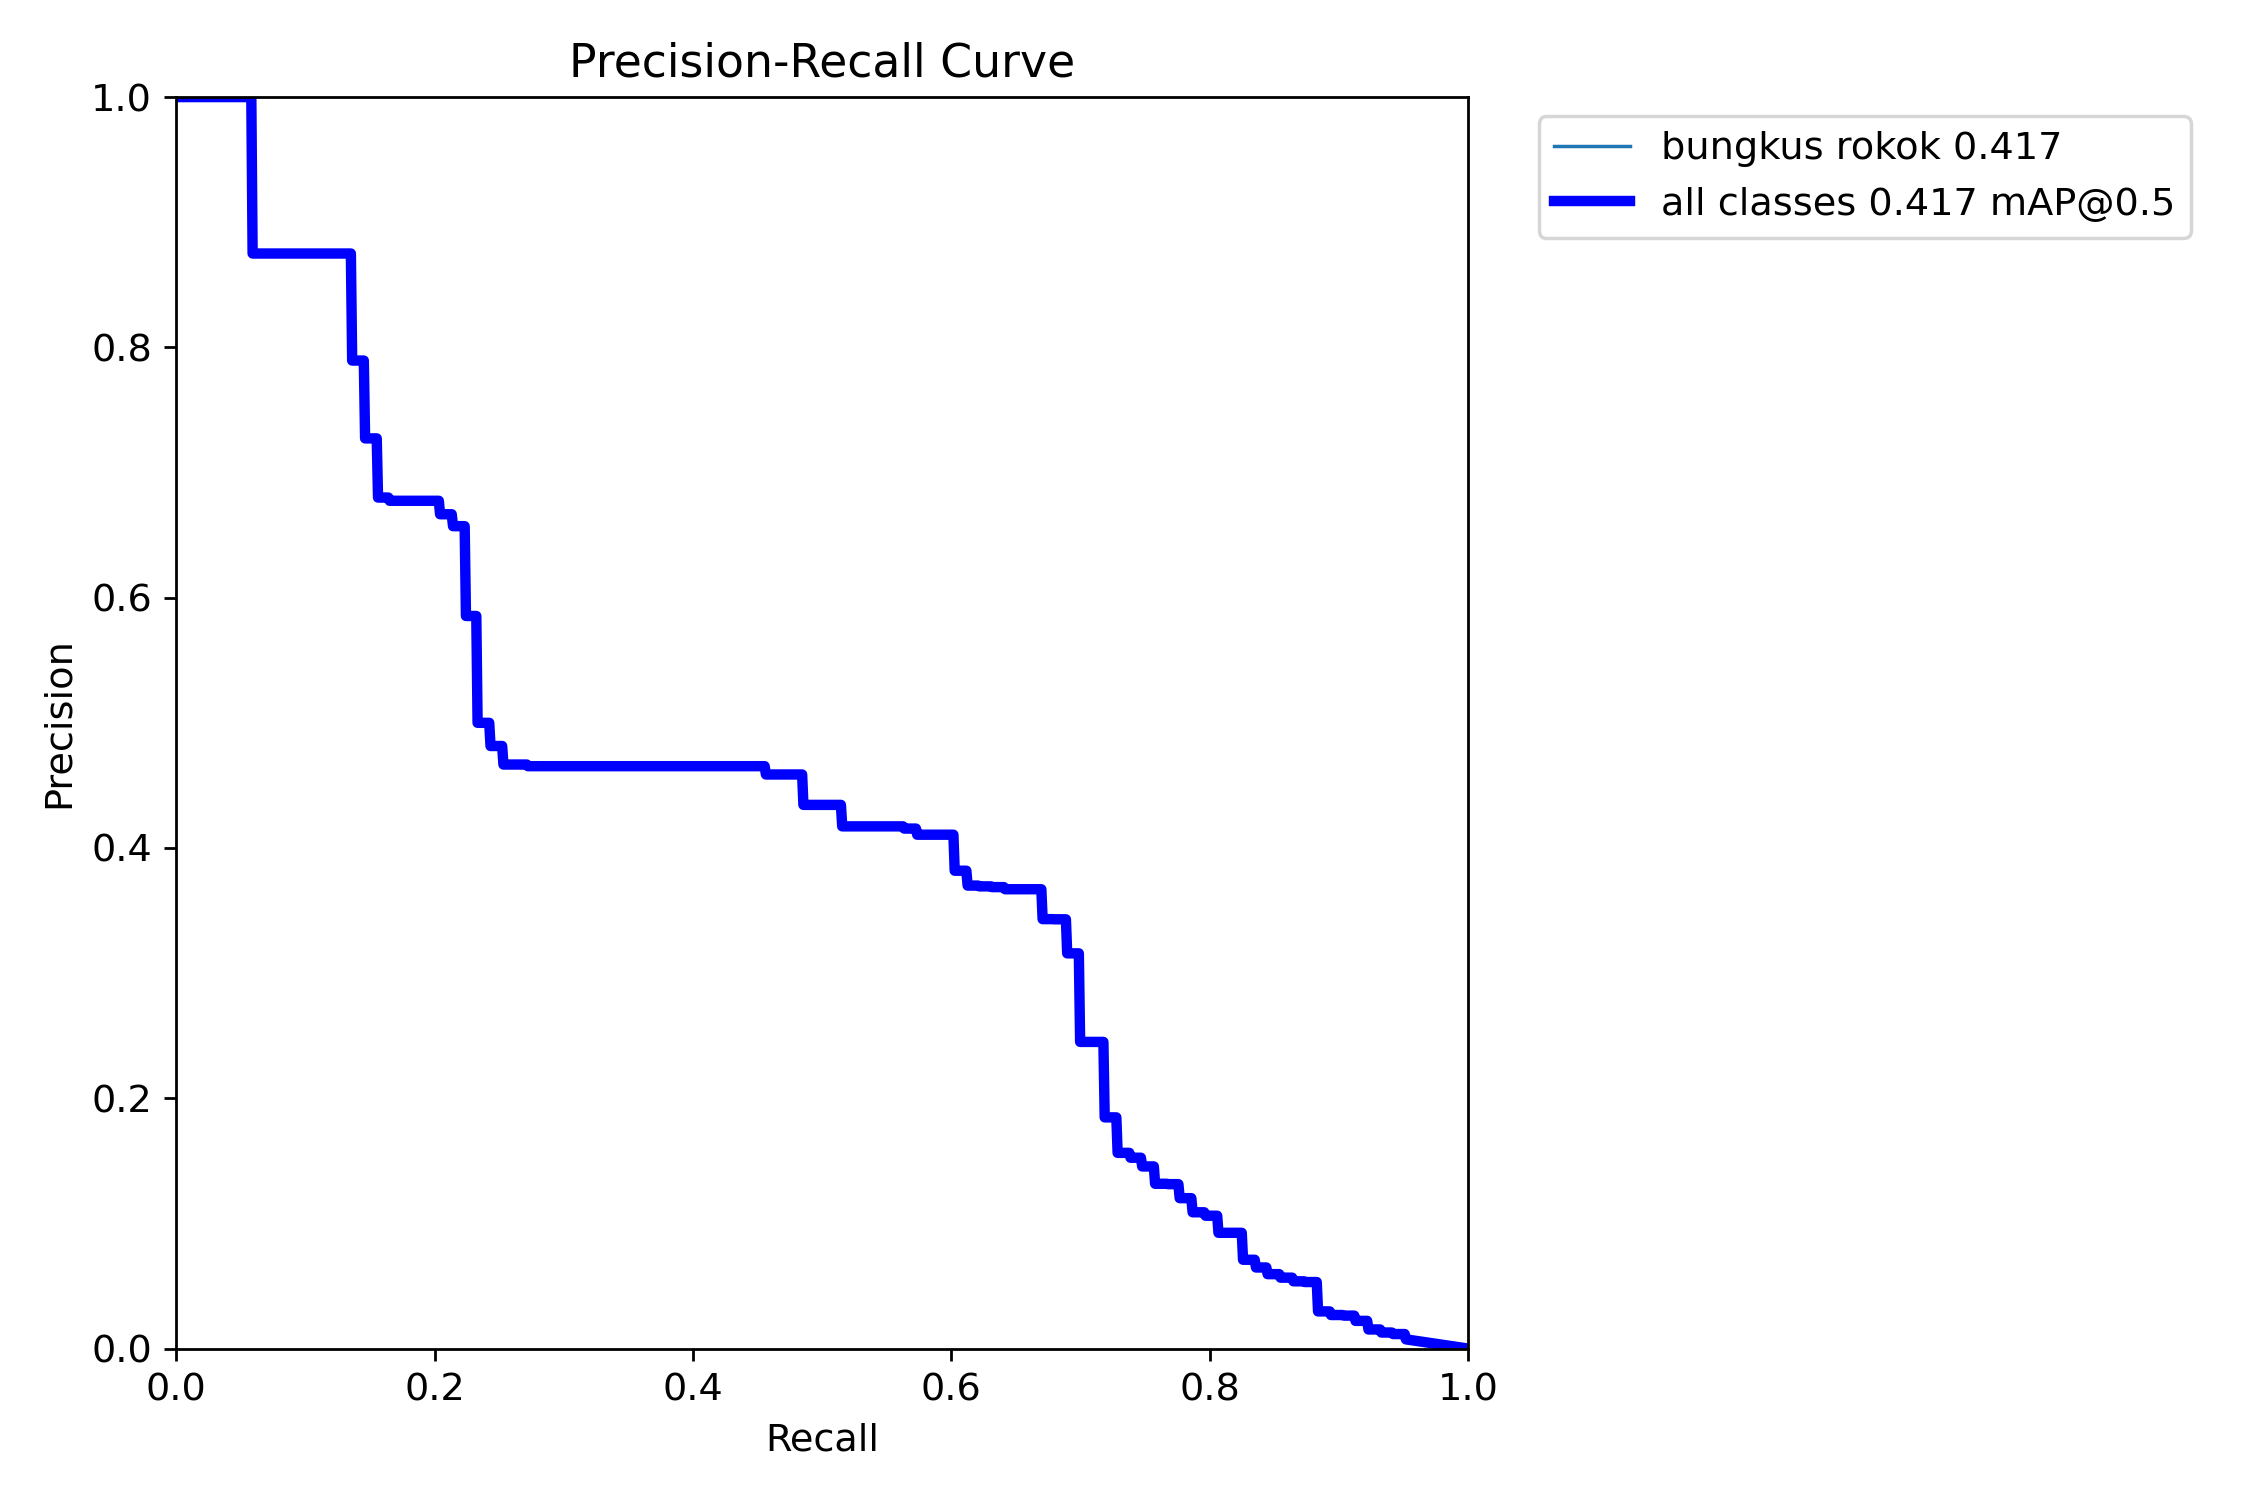 Precision-Recall Curve
bungkus rokok 0.417
all classes 0.417 mAP@0.5
Precision
1.0
0.8
0.6
0.4
0.2
0.0
0.0 0.2 0.4 0.6 0.8 1.0
Recall